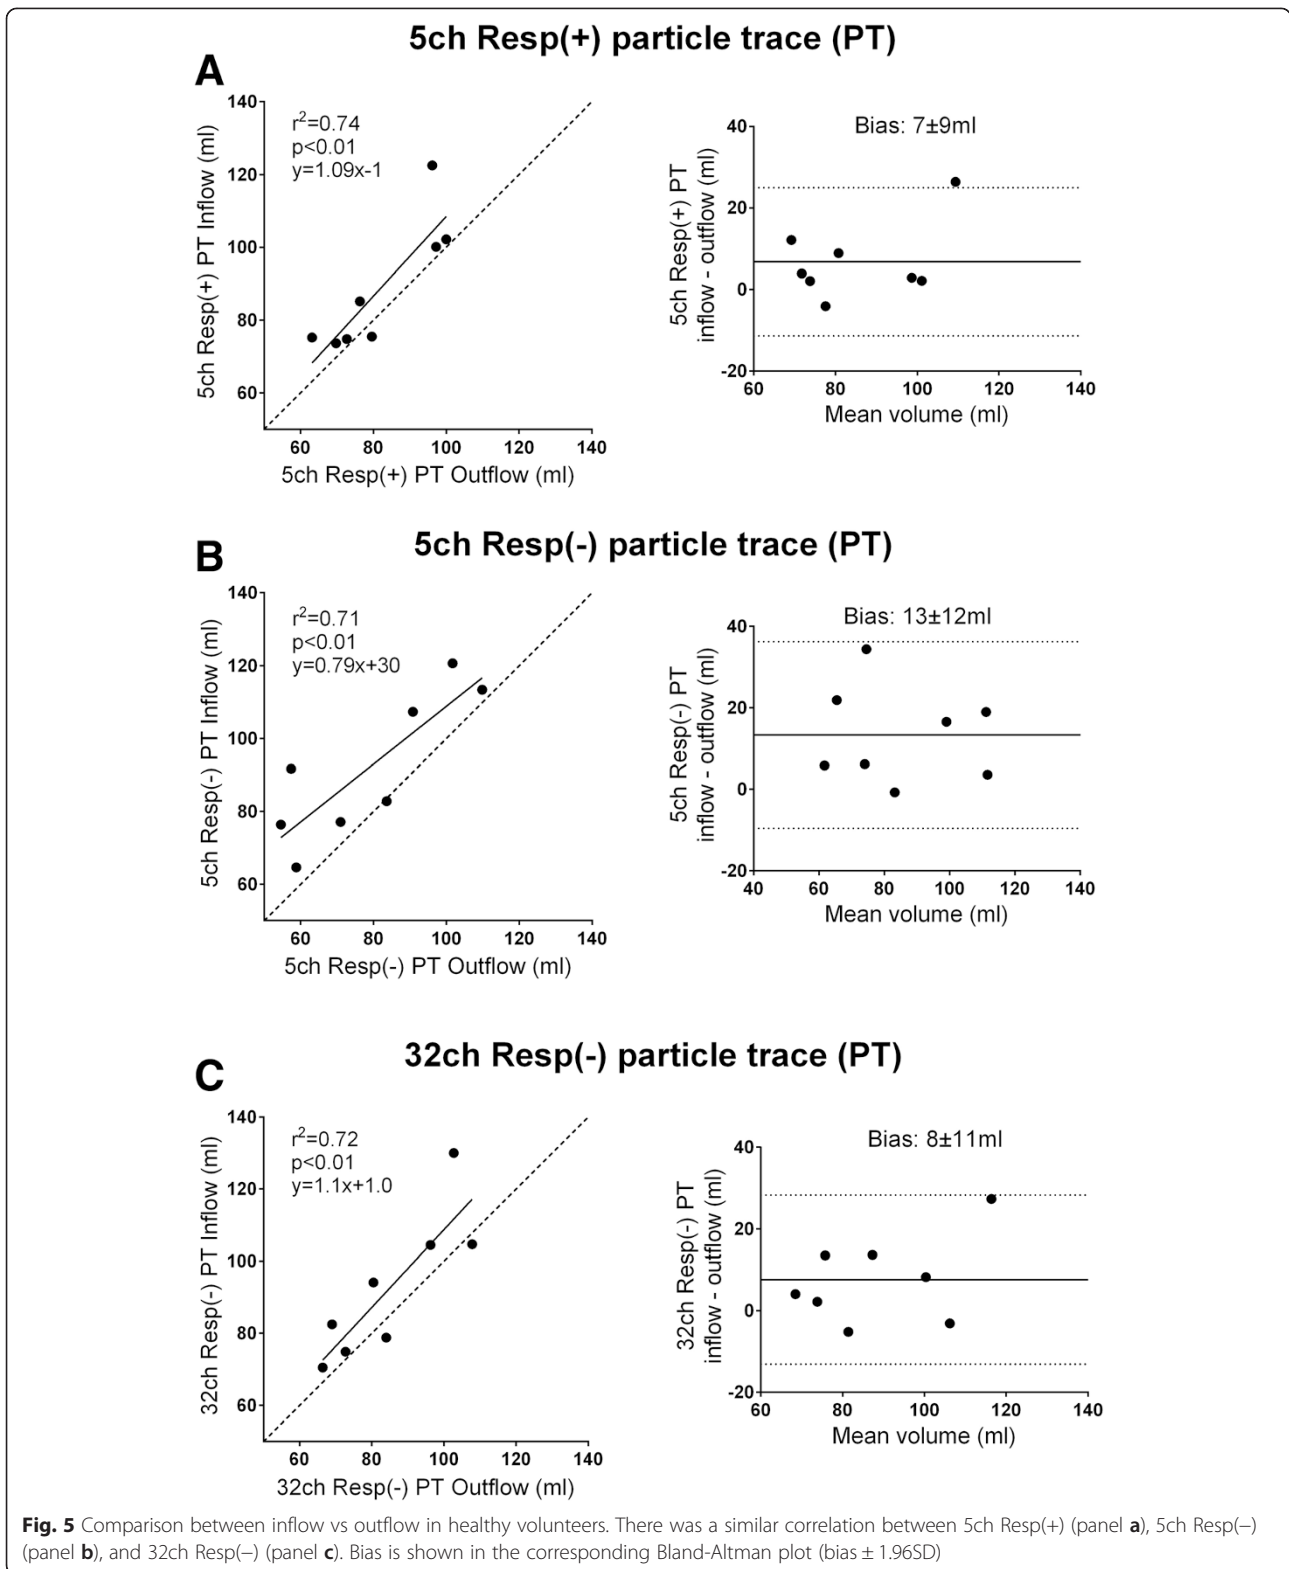 5ch Resp(+) particle trace (PT)
A
r²=0.74
p<0.01
y=1.09x-1
5ch Resp(+) PT Inflow (ml)
140
120
100
80
60
60 80 100 120 140
5ch Resp(+) PT Outflow (ml)
Bias: 7±9ml
5ch Resp(+) PT
inflow - outflow (ml)
40
20
0
-20
60 80 100 120 140
Mean volume (ml)
5ch Resp(-) particle trace (PT)
B
r²=0.71
p<0.01
y=0.79x+30
5ch Resp(-) PT Inflow (ml)
140
120
100
80
60
60 80 100 120 140
5ch Resp(-) PT Outflow (ml)
Bias: 13±12ml
5ch Resp(-) PT
inflow - outflow (ml)
40
20
0
-20
40 60 80 100 120 140
Mean volume (ml)
32ch Resp(-) particle trace (PT)
C
r²=0.72
p<0.01
y=1.1x+1.0
32ch Resp(-) PT Inflow (ml)
140
120
100
80
60
60 80 100 120 140
32ch Resp(-) PT Outflow (ml)
Bias: 8±11ml
32ch Resp(-) PT
inflow - outflow (ml)
40
20
0
-20
60 80 100 120 140
Mean volume (ml)
Fig. 5 Comparison between inflow vs outflow in healthy volunteers. There was a similar correlation between 5ch Resp(+) (panel a), 5ch Resp(−)
(panel b), and 32ch Resp(−) (panel c). Bias is shown in the corresponding Bland-Altman plot (bias ± 1.96SD)